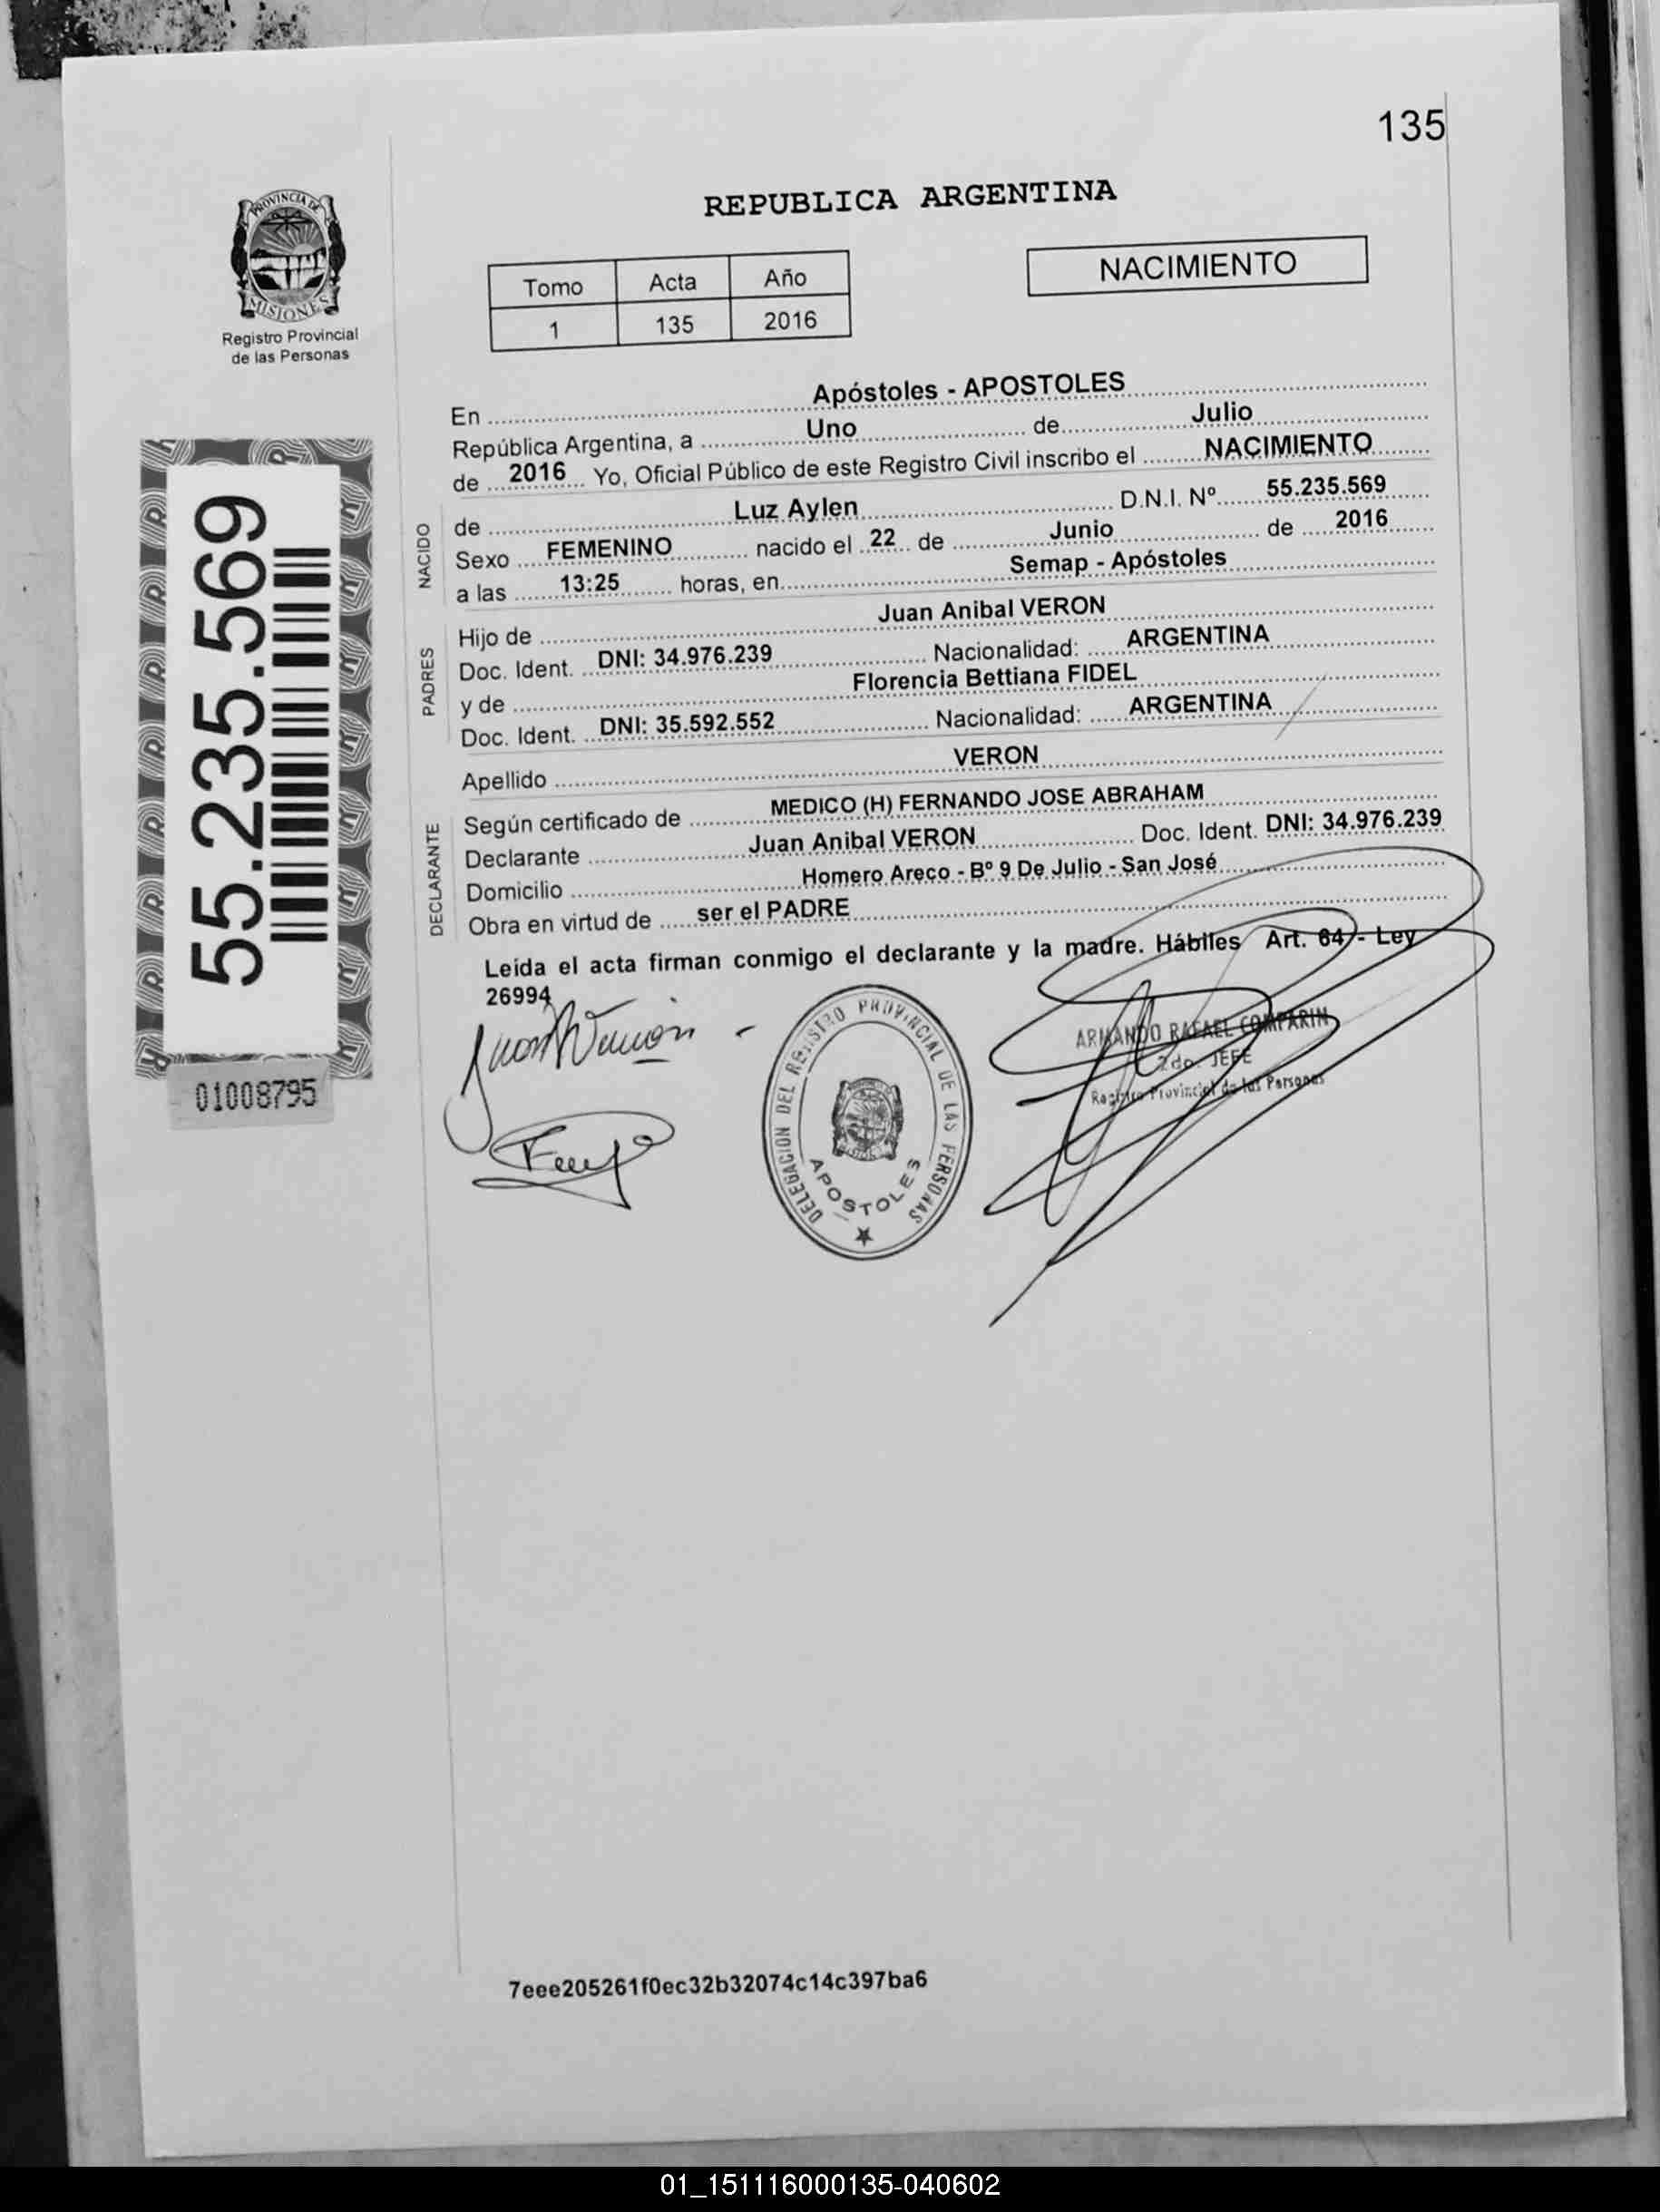 135
PROVINCIA DE
MISIONES
Registro Provincial
de las Personas
REPUBLICA ARGENTINA
Tomo Acta Año
1 135 2016
NACIMIENTO
55.235.569
01008795
En Apóstoles - APOSTOLES
República Argentina, a Uno de Julio
de 2016 Yo, Oficial Público de este Registro Civil inscribo el NACIMIENTO
NACIDO
de Luz Aylen D.N.I. Nº 55.235.569
Sexo FEMENINO nacido el 22 de Junio de 2016
a las 13:25 horas, en Semap - Apóstoles
PADRES
Hijo de Juan Anibal VERON
Doc. Ident. DNI: 34.976.239 Nacionalidad: ARGENTINA
y de Florencia Bettiana FIDEL
Doc. Ident. DNI: 35.592.552 Nacionalidad: ARGENTINA
Apellido VERON
DECLARANTE
Según certificado de MEDICO (H) FERNANDO JOSE ABRAHAM
Declarante Juan Anibal VERON Doc. Ident. DNI: 34.976.239
Domicilio Homero Areco - Bº 9 De Julio - San José
Obra en virtud de ser el PADRE
Leída el acta firman conmigo el declarante y la madre. Hábiles Art. 64 - Ley
26994
DELEGACION DEL REGISTRO PROVINCIAL DE LAS PERSONAS
APOSTOLES
ARMANDO RAFAEL COMPARIN
2do. JEFE
Registro Provincial de las Personas
7eee205261f0ec32b32074c14c397ba6
01_151116000135-040602